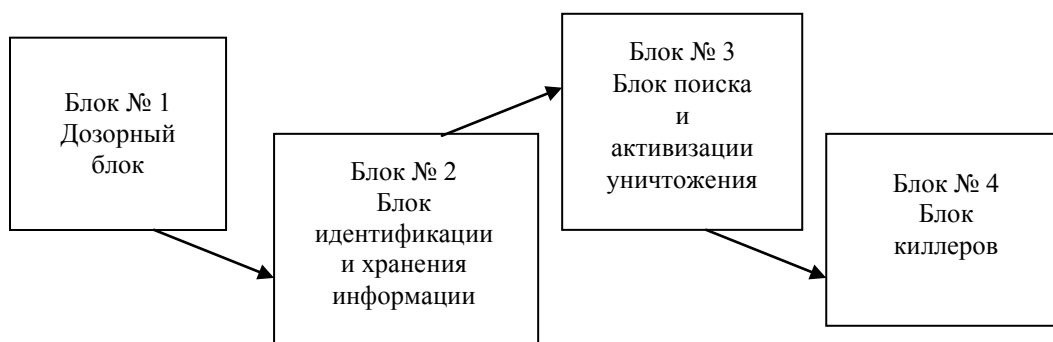 Блок № 1
Дозорный
блок
Блок № 2
Блок
идентификации
и хранения
информации
Блок № 3
Блок поиска
и
активизации
уничтожения
Блок № 4
Блок
киллеров